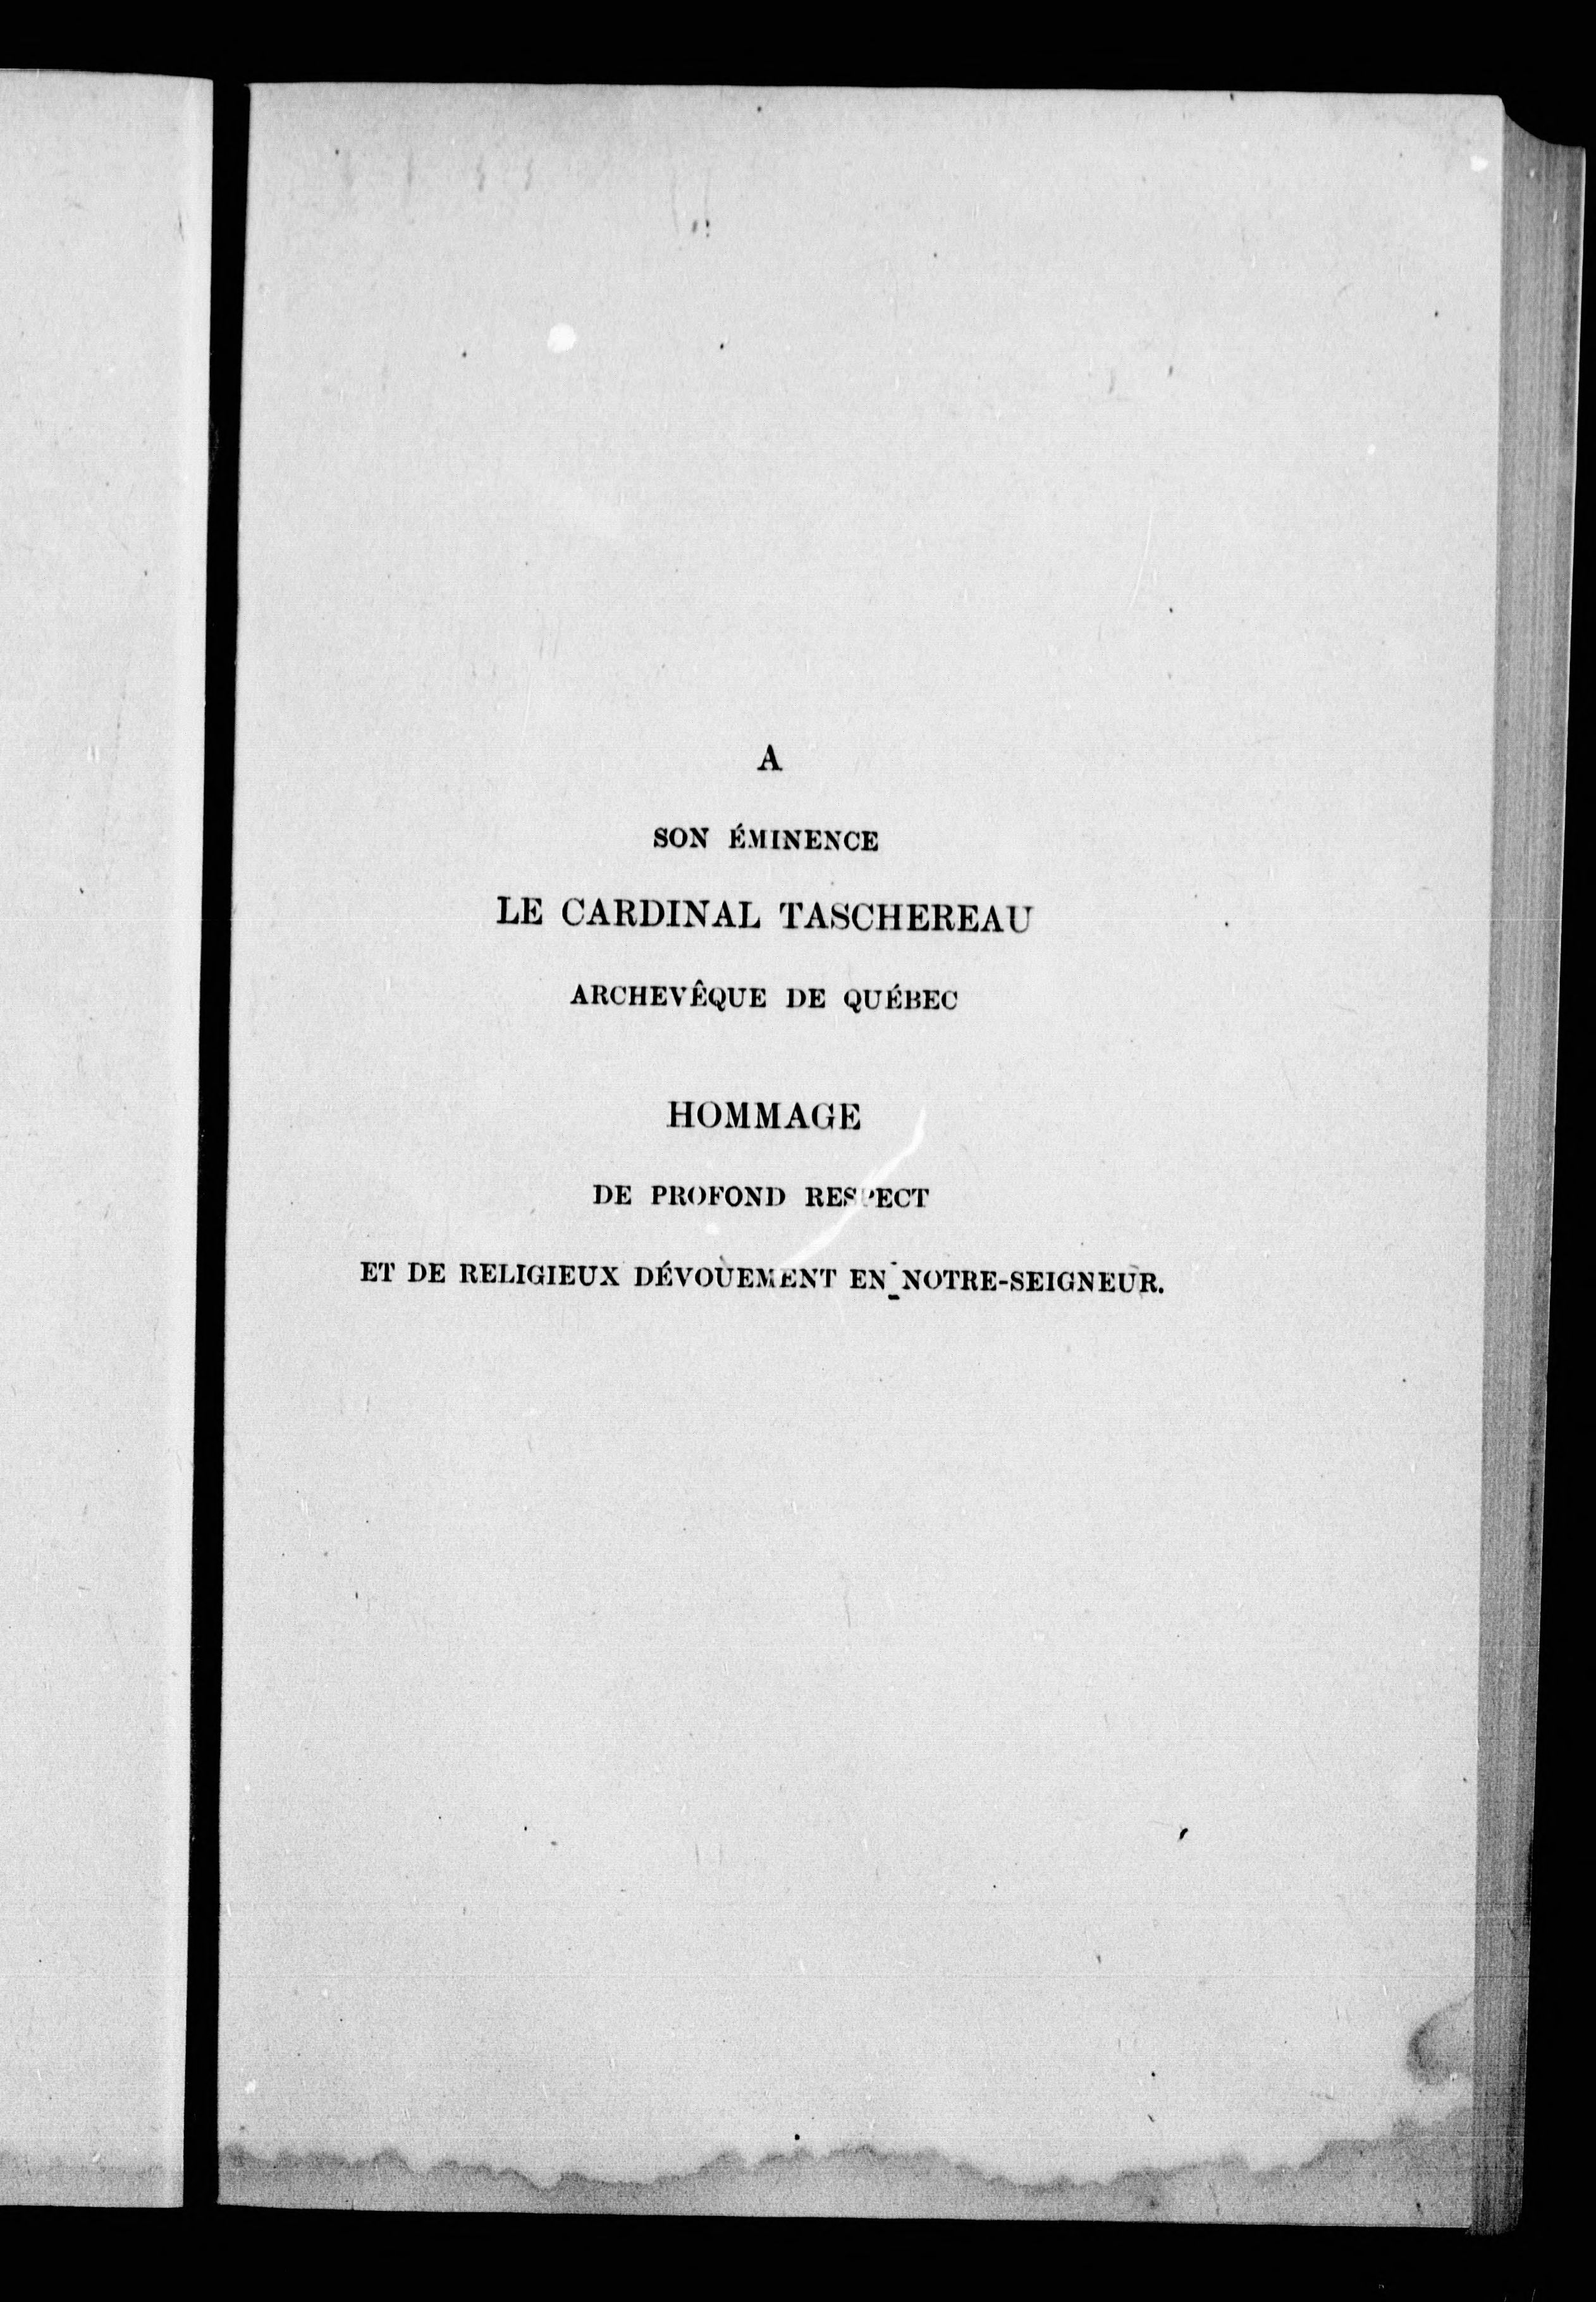 A
SON ÉMINENCE
LE CARDINAL TASCHEREAU
ARCHEVÊQUE DE QUÉBEC
HOMMAGE
DE PROFOND RESPECT
ET DE RELIGIEUX DÉVOUEMENT EN NOTRE-SEIGNEUR.